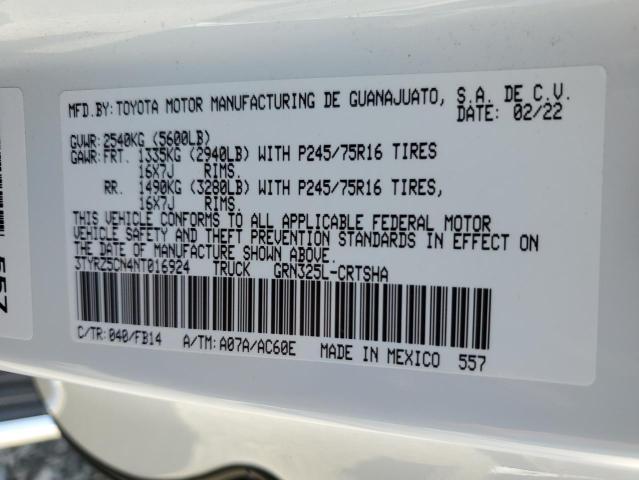 MFD.BY: TOYOTA MOTOR MANUFACTURING DE GUANAJUATO, S.A. DE C.V.
DATE: 02/22
GVWR: 2540KG (5600LB)
GAWR: FRT. 1335KG (2940LB) WITH P245/75R16 TIRES
16X7J RIMS.
RR. 1490KG (3280LB) WITH P245/75R16 TIRES,
16X7J RIMS.
THIS VEHICLE CONFORMS TO ALL APPLICABLE FEDERAL MOTOR
VEHICLE SAFETY AND THEFT PREVENTION STANDARDS IN EFFECT ON
THE DATE OF MANUFACTURE SHOWN ABOVE.
3TYRZ5CN4NT016924 TRUCK GRN325L-CRTSHA
C/TR: 040/FB14 A/TM: A07A/AC60E MADE IN MEXICO 557
557